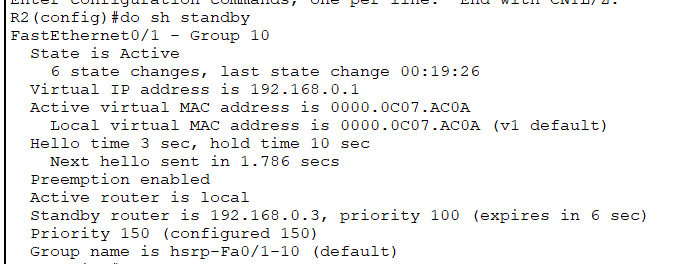 R2(config)#do sh standby
FastEthernet0/1 - Group 10
State is Active
6 state changes, last state change 00:19:26
Virtual IP address is 192.168.0.1
Active virtual MAC address is 0000.0C07.AC0A
Local virtual MAC address is 0000.0C07.AC0A (v1 default)
Hello time 3 sec, hold time 10 sec
Next hello sent in 1.786 secs
Preemption enabled
Active router is local
Standby router is 192.168.0.3, priority 100 (expires in 6 sec)
Priority 150 (configured 150)
Group name is hsrp-Fa0/1-10 (default)